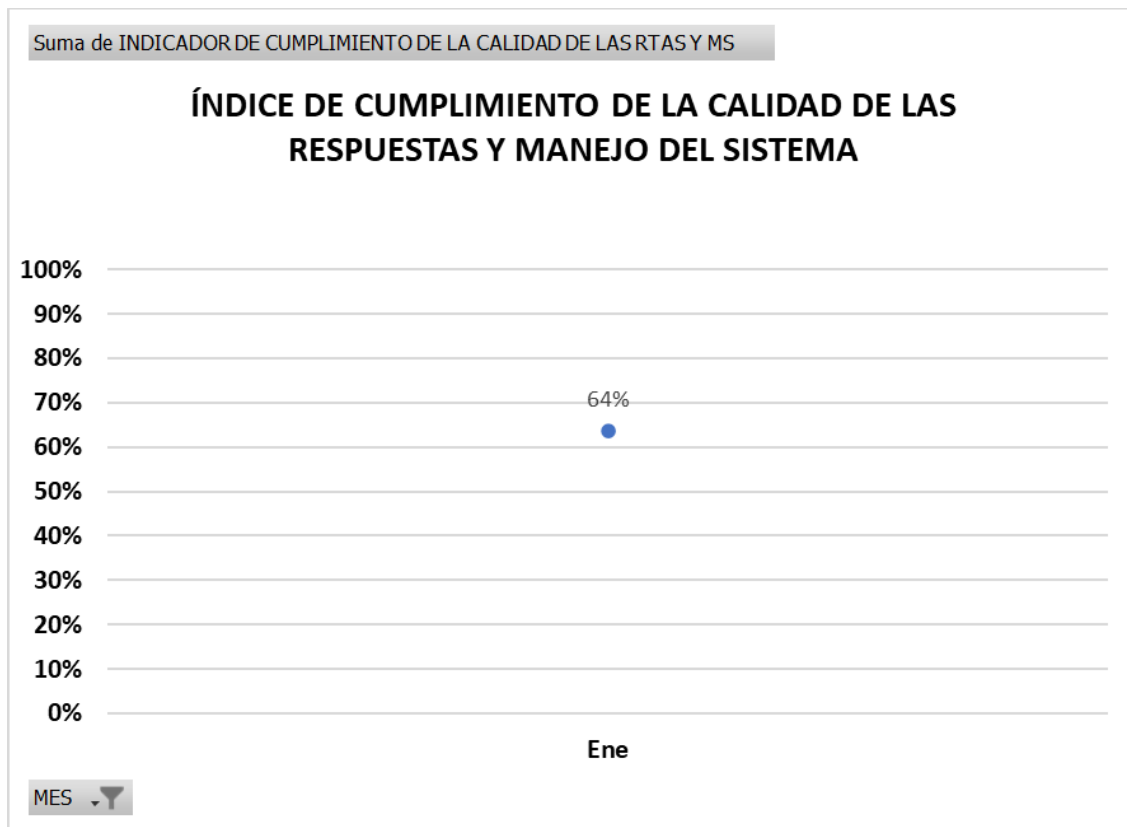 Suma de INDICADOR DE CUMPLIMIENTO DE LA CALIDAD DE LAS RTAS Y MS
ÍNDICE DE CUMPLIMIENTO DE LA CALIDAD DE LAS
RESPUESTAS Y MANEJO DEL SISTEMA
100%
90%
80%
70%
64%
60%
50%
40%
30%
20%
10%
0%
Ene
MES